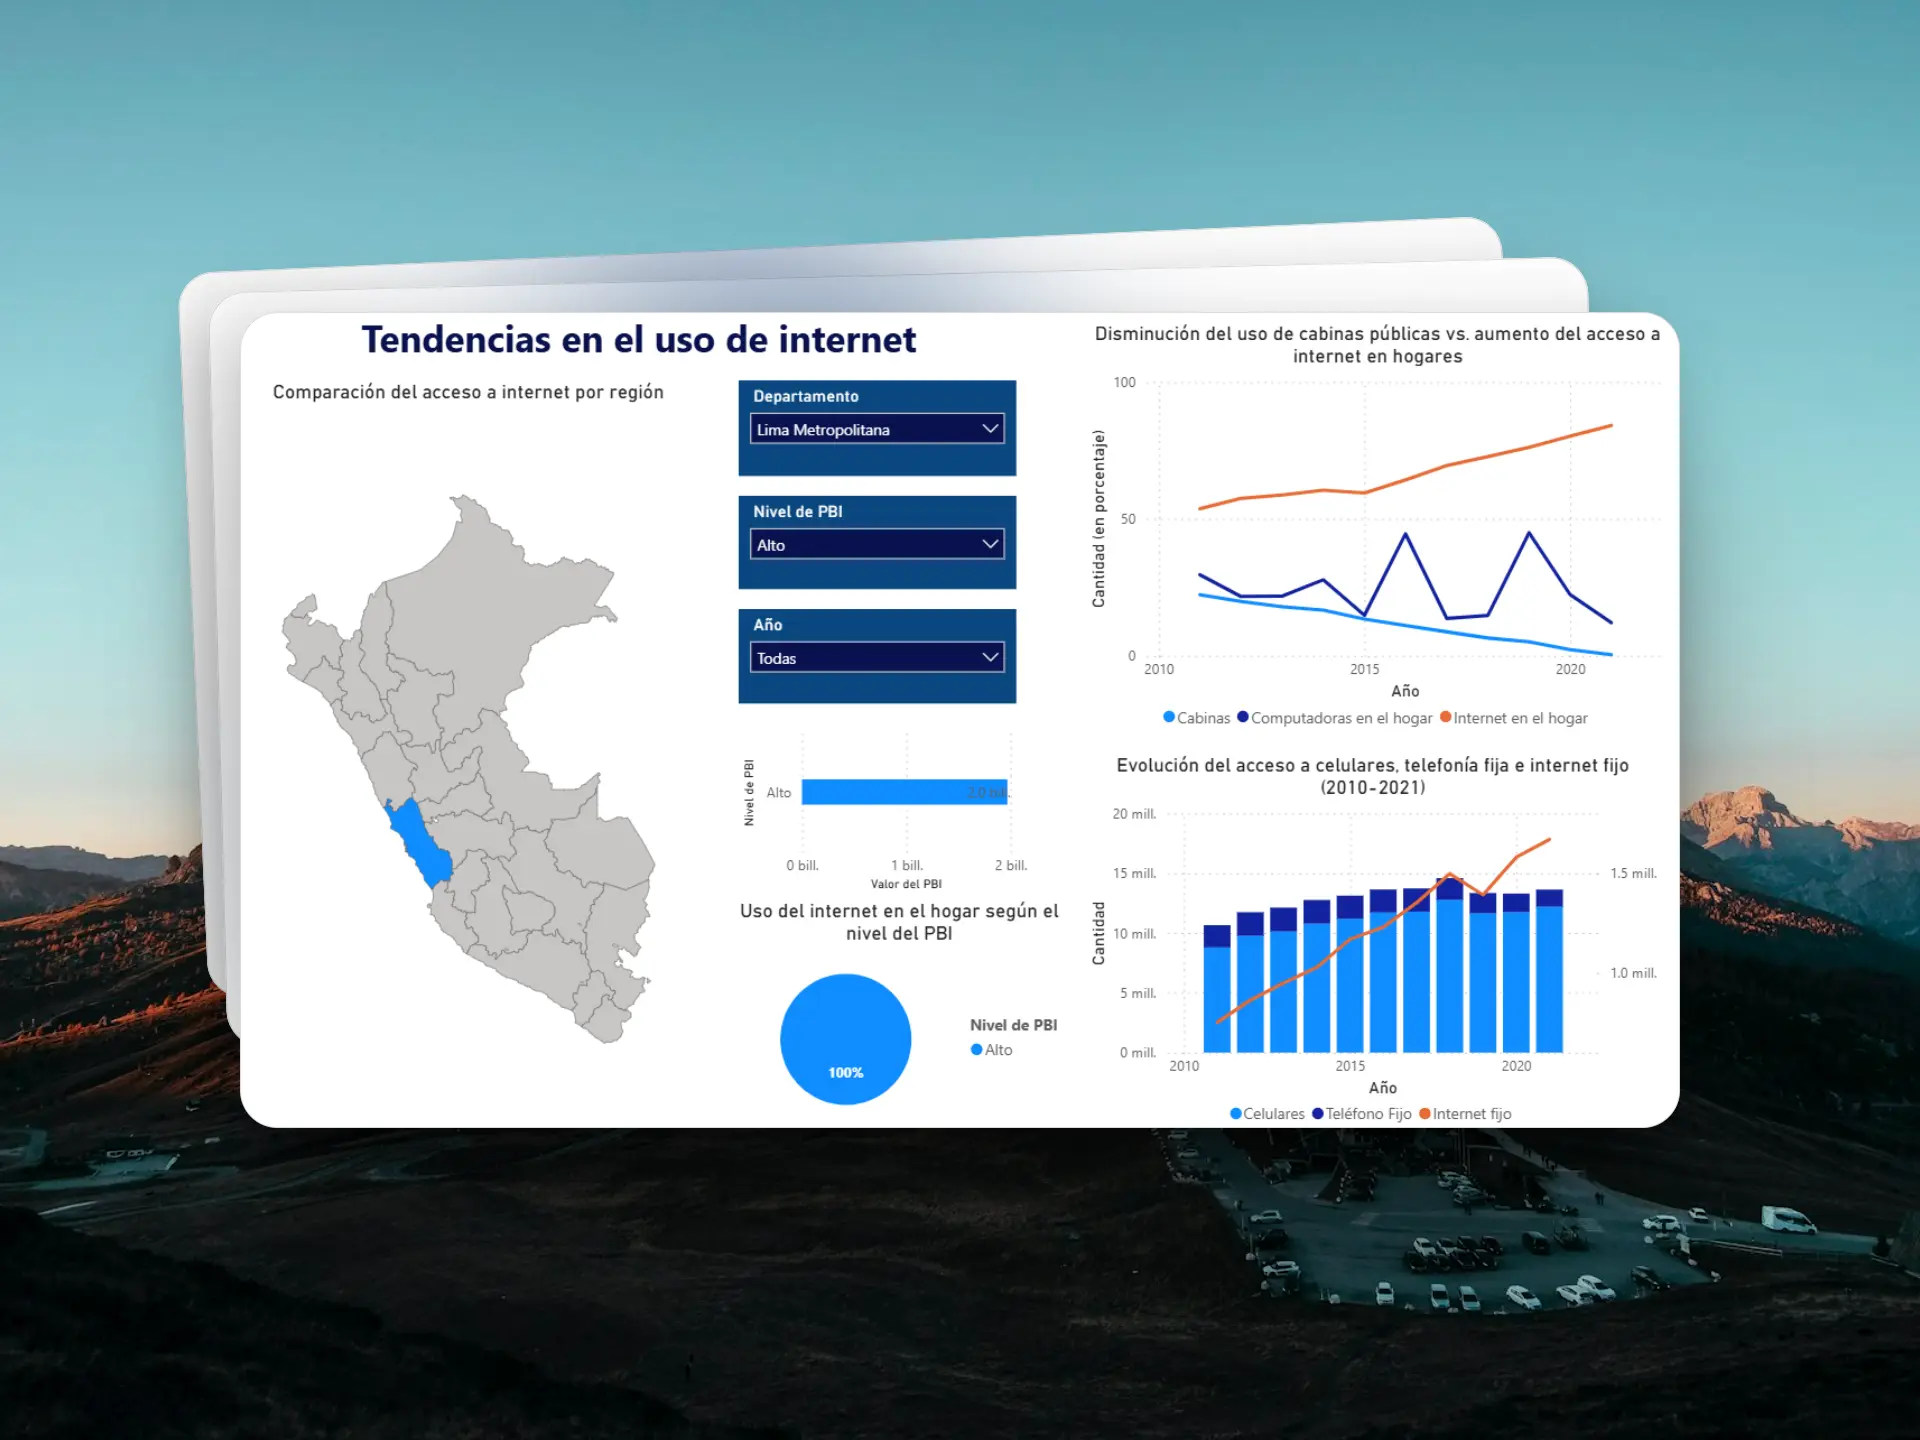 Tendencias en el uso de internet
Comparación del acceso a internet por región
Departamento
Lima Metropolitana
Nivel de PBI
Alto
Año
Todas
Nivel de PBI
Alto
2.0 bill.
0 bill.
1 bill.
2 bill.
Valor del PBI
Uso del internet en el hogar según el
nivel del PBI
100%
Nivel de PBI
Alto
Disminución del uso de cabinas públicas vs. aumento del acceso a
internet en hogares
Cantidad (en porcentaje)
100
50
0
2010
2015
2020
Año
Cabinas
Computadoras en el hogar
Internet en el hogar
Evolución del acceso a celulares, telefonía fija e internet fijo
(2010-2021)
Cantidad
20 mill.
15 mill.
10 mill.
5 mill.
0 mill.
1.5 mill.
1.0 mill.
2010
2015
2020
Año
Celulares
Teléfono Fijo
Internet fijo